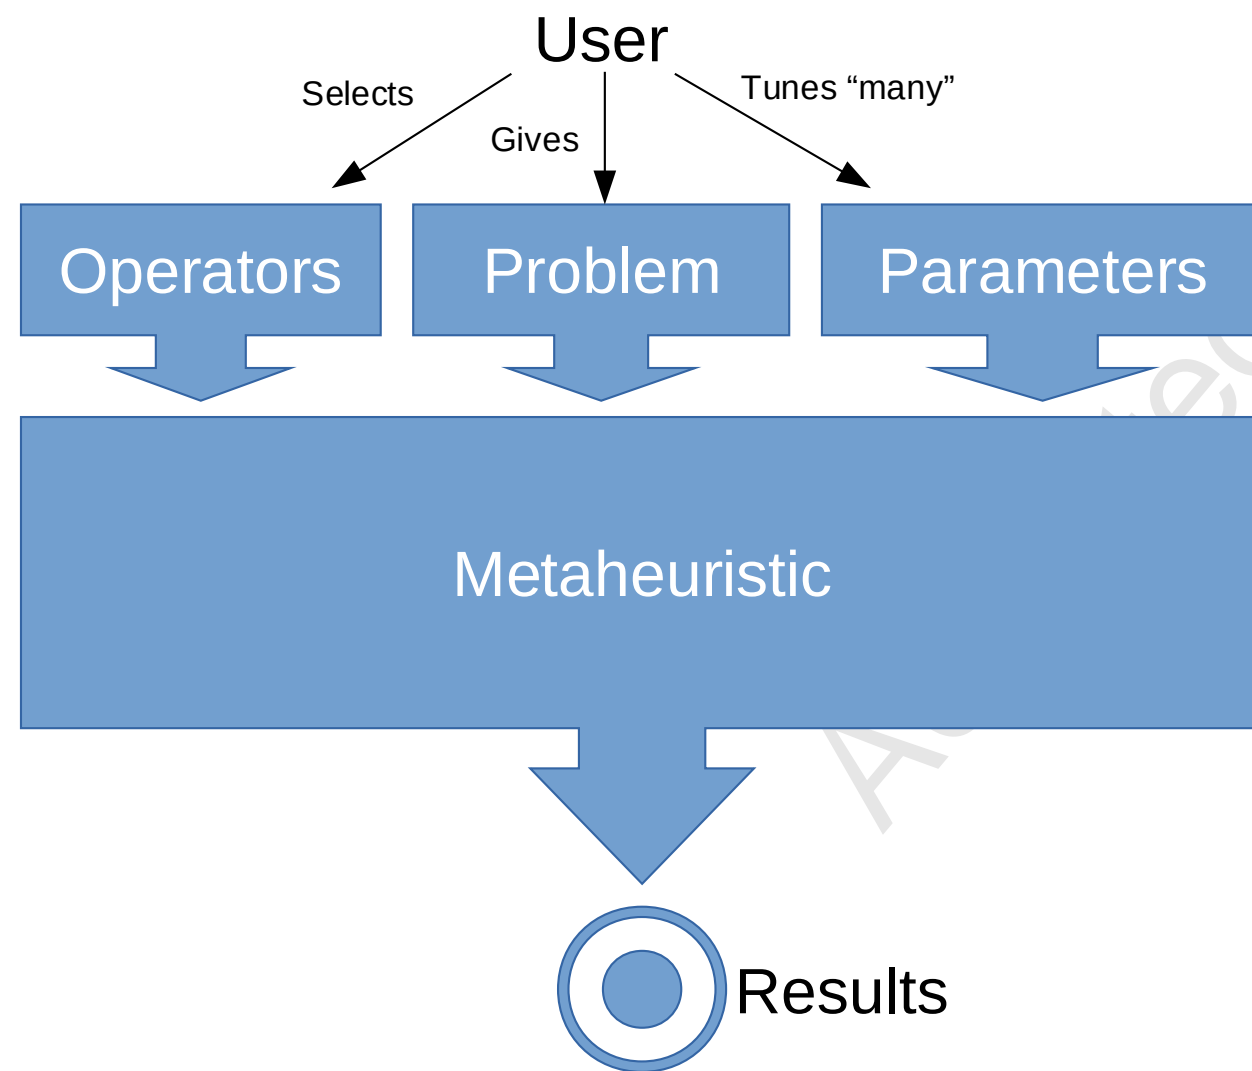 User
Selects
Tunes “many”
Gives
Operators
Problem
Parameters
Metaheuristic
Results